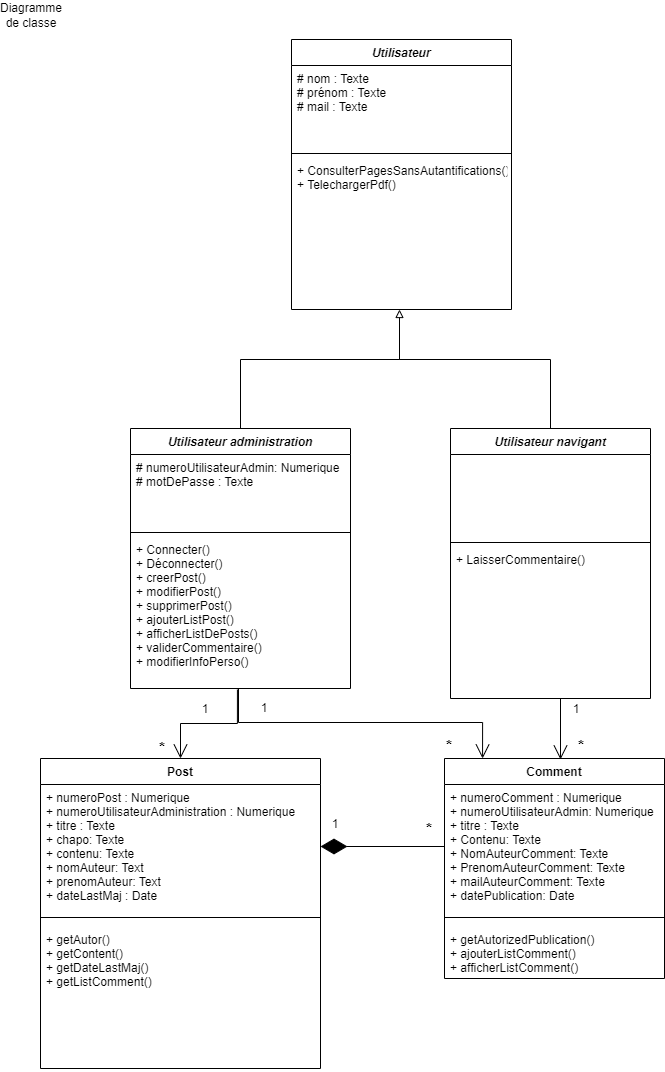 Diagramme
de classe
Utilisateur
# nom : Texte
# prénom : Texte
# mail : Texte
+ ConsulterPagesSansAutantifications()
+ TelechargerPdf()
Utilisateur administration
# numeroUtilisateurAdmin: Numerique
# motDePasse : Texte
+ Connecter()
+ Déconnecter()
+ creerPost()
+ modifierPost()
+ supprimerPost()
+ ajouterListPost()
+ afficherListDePosts()
+ validerCommentaire()
+ modifierInfoPerso()
Utilisateur navigant
+ LaisserCommentaire()
1
1
1
*
*
*
Post
+ numeroPost : Numerique
+ numeroUtilisateurAdministration : Numerique
+ titre : Texte
+ chapo: Texte
+ contenu: Texte
+ nomAuteur: Text
+ prenomAuteur: Text
+ dateLastMaj : Date
+ getAutor()
+ getContent()
+ getDateLastMaj()
+ getListComment()
1
*
Comment
+ numeroComment : Numerique
+ numeroUtilisateurAdmin: Numerique
+ titre : Texte
+ Contenu: Texte
+ NomAuteurComment: Texte
+ PrenomAuteurComment: Texte
+ mailAuteurComment: Texte
+ datePublication: Date
+ getAutorizedPublication()
+ ajouterListComment()
+ afficherListComment()